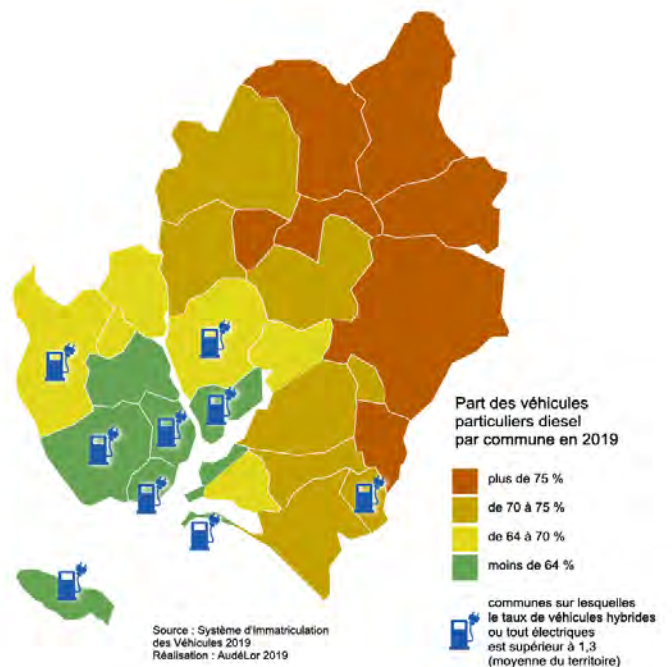 Part des véhicules
particuliers diesel
par commune en 2019
plus de 75 %
de 70 à 75 %
de 64 à 70 %
moins de 64 %
communes sur lesquelles
le taux de véhicules hybrides
ou tout électriques
est supérieur à 1,3
(moyenne du territoire)
Source : Système d'Immatriculation
des Véhicules 2019
Réalisation : AudéLor 2019